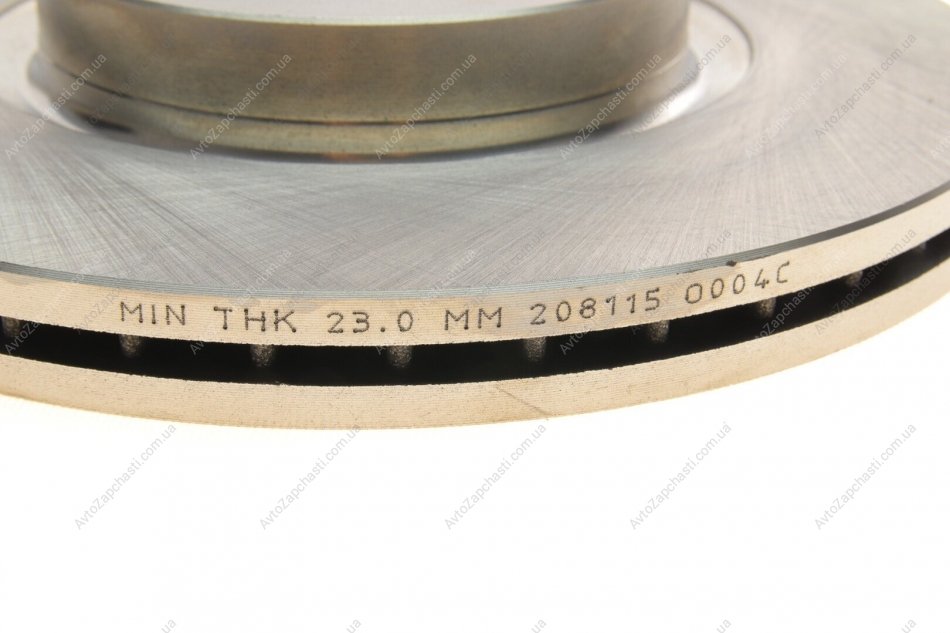 MIN THK 23.0 MM 208115 0004C
AvtoZapchasti.com.ua